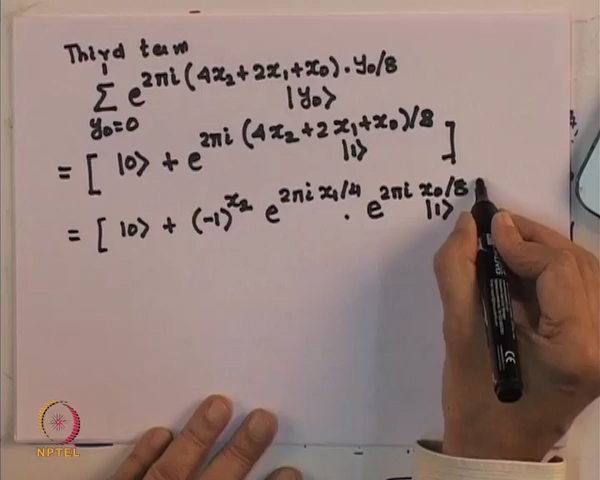 Third term
1
Σ e^{2πi (4x₂+2x₁+x₀)·y₀/8} |y₀⟩
y₀=0
= [ |0⟩ + e^{2πi (4x₂+2x₁+x₀)/8} |1⟩ ]
= [ |0⟩ + (-1)^{x₂} e^{2πi x₁/4} · e^{2πi x₀/8} |1⟩
NPTEL